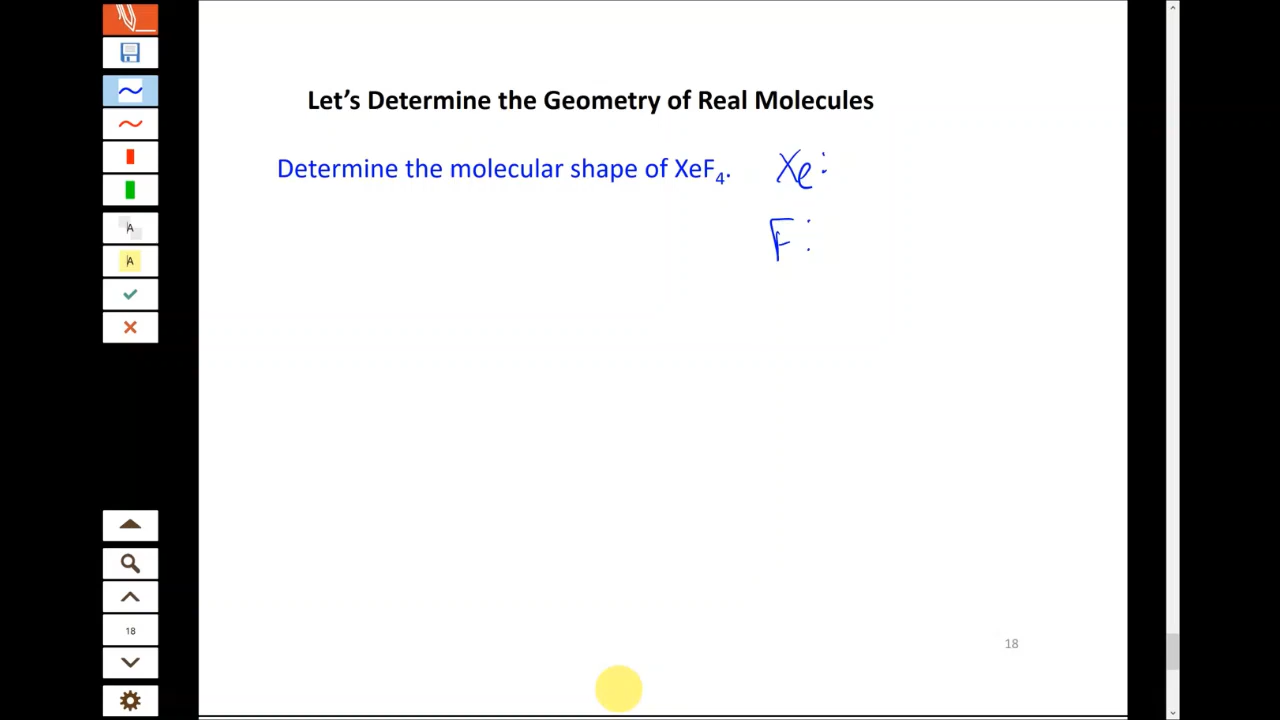 Let’s Determine the Geometry of Real Molecules
Determine the molecular shape of XeF₄. Xe:
F:
A
A
18
18